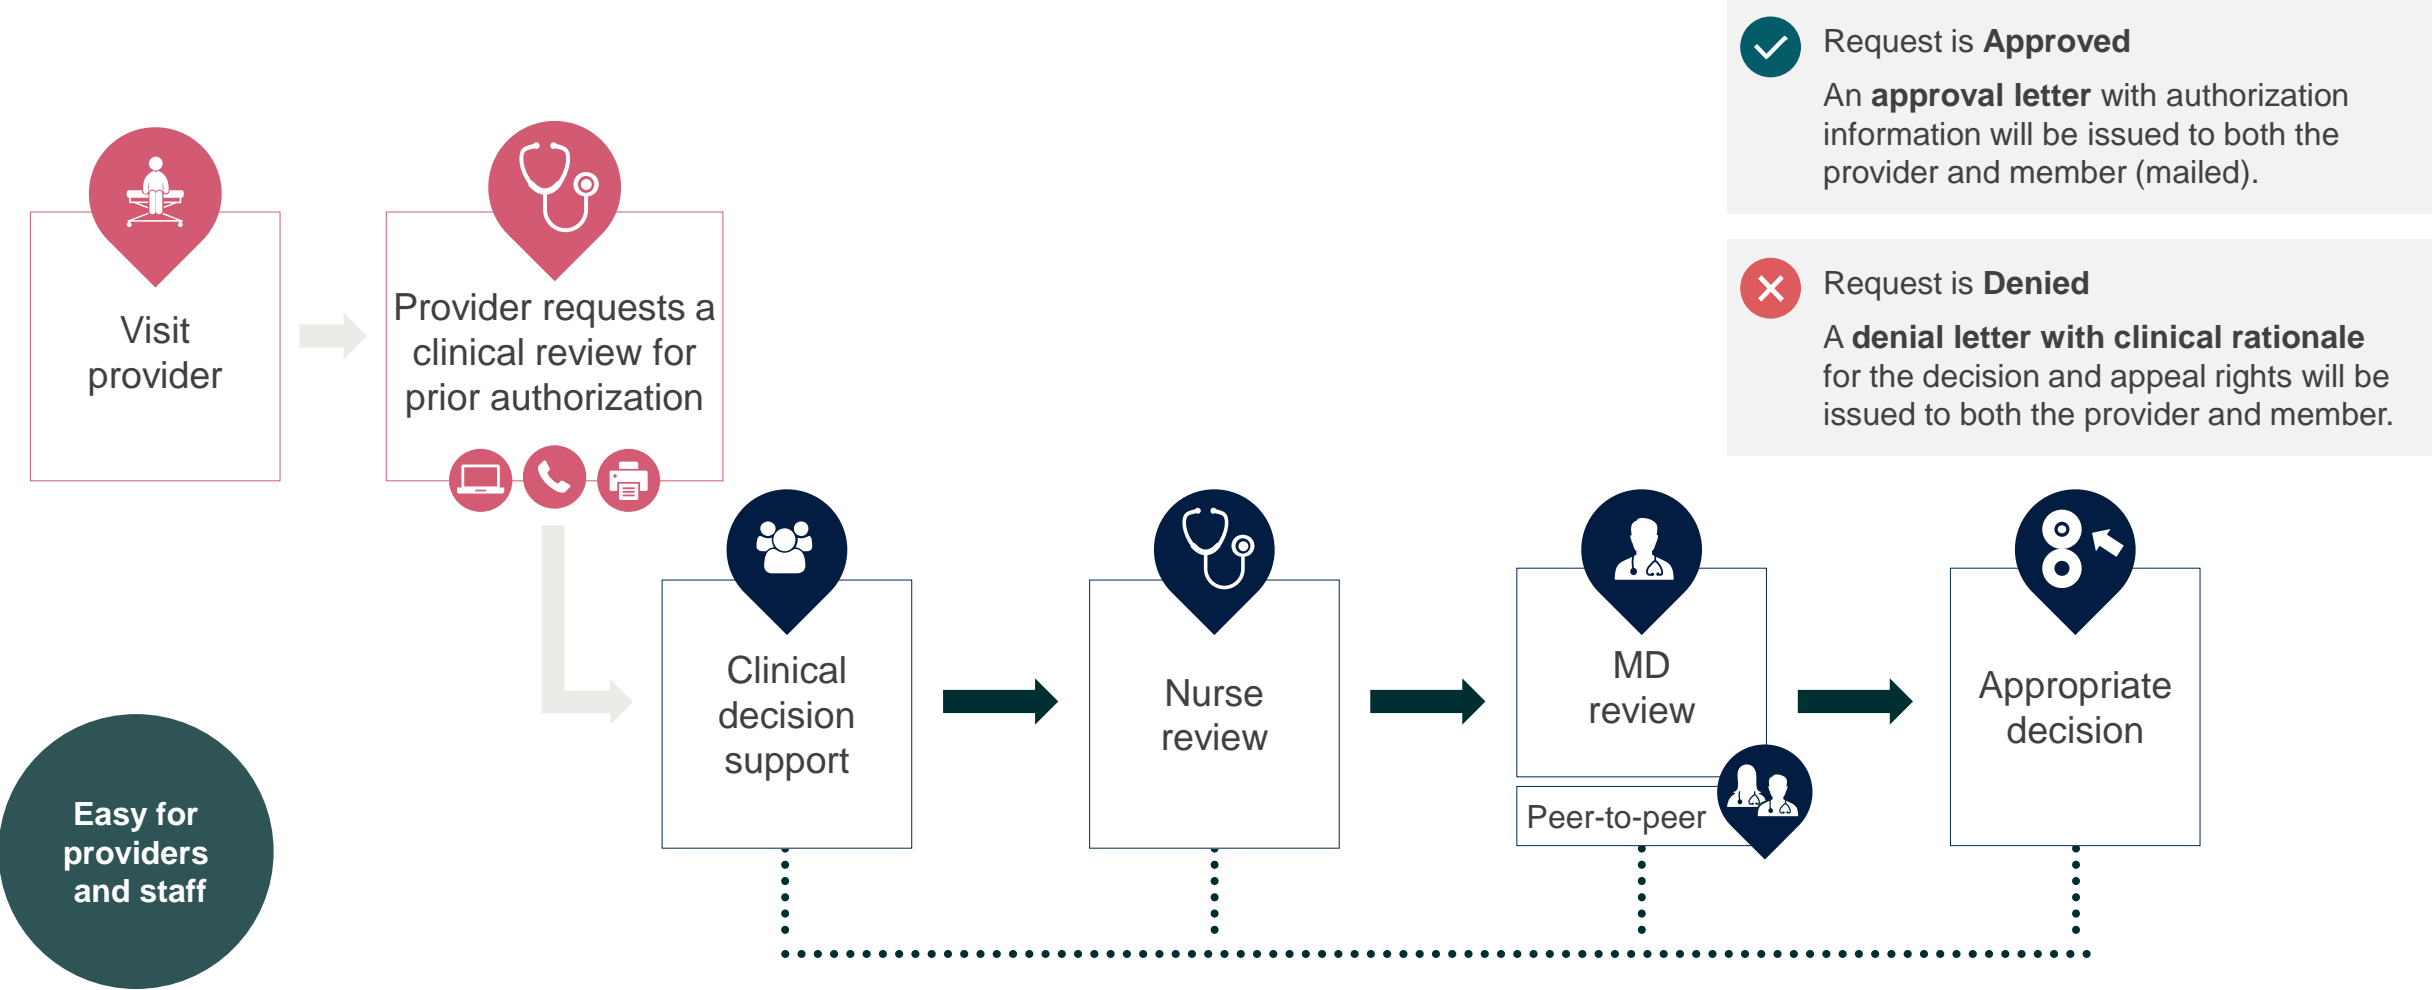 Request is Approved
An approval letter with authorization
information will be issued to both the
provider and member (mailed).
Request is Denied
A denial letter with clinical rationale
for the decision and appeal rights will be
issued to both the provider and member.
Visit
provider
Provider requests a
clinical review for
prior authorization
Clinical
decision
support
Nurse
review
MD
review
Peer-to-peer
Appropriate
decision
Easy for
providers
and staff